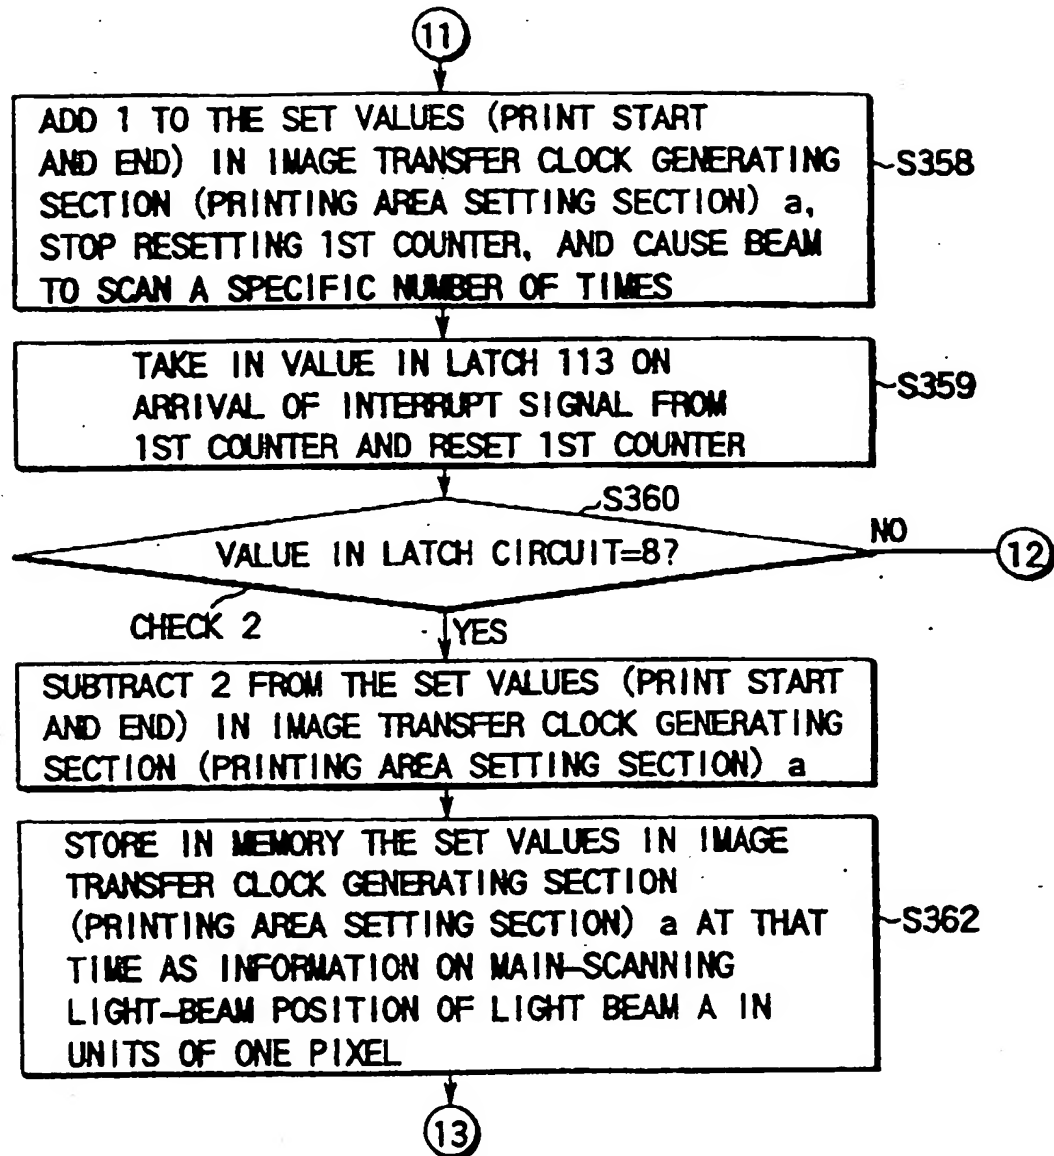 11
ADD 1 TO THE SET VALUES (PRINT START
AND END) IN IMAGE TRANSFER CLOCK GENERATING
SECTION (PRINTING AREA SETTING SECTION) a,
STOP RESETTING 1ST COUNTER, AND CAUSE BEAM
TO SCAN A SPECIFIC NUMBER OF TIMES
S358
TAKE IN VALUE IN LATCH 113 ON
ARRIVAL OF INTERRUPT SIGNAL FROM
1ST COUNTER AND RESET 1ST COUNTER
S359
S360
VALUE IN LATCH CIRCUIT=8?
NO
12
CHECK 2
YES
SUBTRACT 2 FROM THE SET VALUES (PRINT START
AND END) IN IMAGE TRANSFER CLOCK GENERATING
SECTION (PRINTING AREA SETTING SECTION) a
STORE IN MEMORY THE SET VALUES IN IMAGE
TRANSFER CLOCK GENERATING SECTION
(PRINTING AREA SETTING SECTION) a AT THAT
TIME AS INFORMATION ON MAIN-SCANNING
LIGHT-BEAM POSITION OF LIGHT BEAM A IN
UNITS OF ONE PIXEL
S362
13